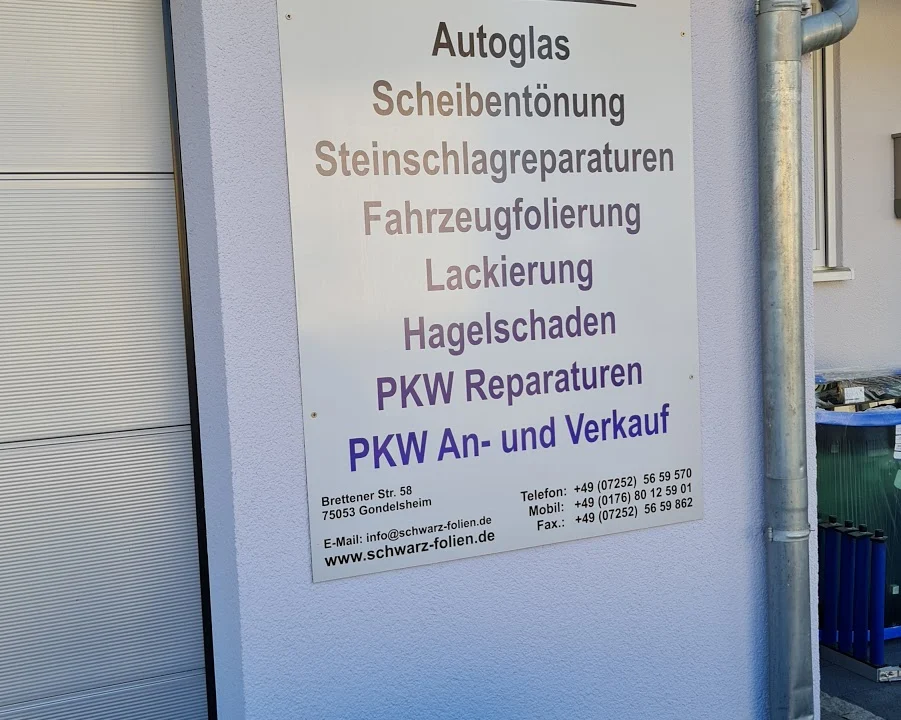 Autoglas
Scheibentönung
Steinschlagreparaturen
Fahrzeugfolierung
Lackierung
Hagelschaden
PKW Reparaturen
PKW An- und Verkauf
Brettener Str. 58
75053 Gondelsheim
E-Mail: info@schwarz-folien.de
www.schwarz-folien.de
Telefon: +49 (07252) 56 59 570
Mobil: +49 (0176) 80 12 59 01
Fax.: +49 (07252) 56 59 862